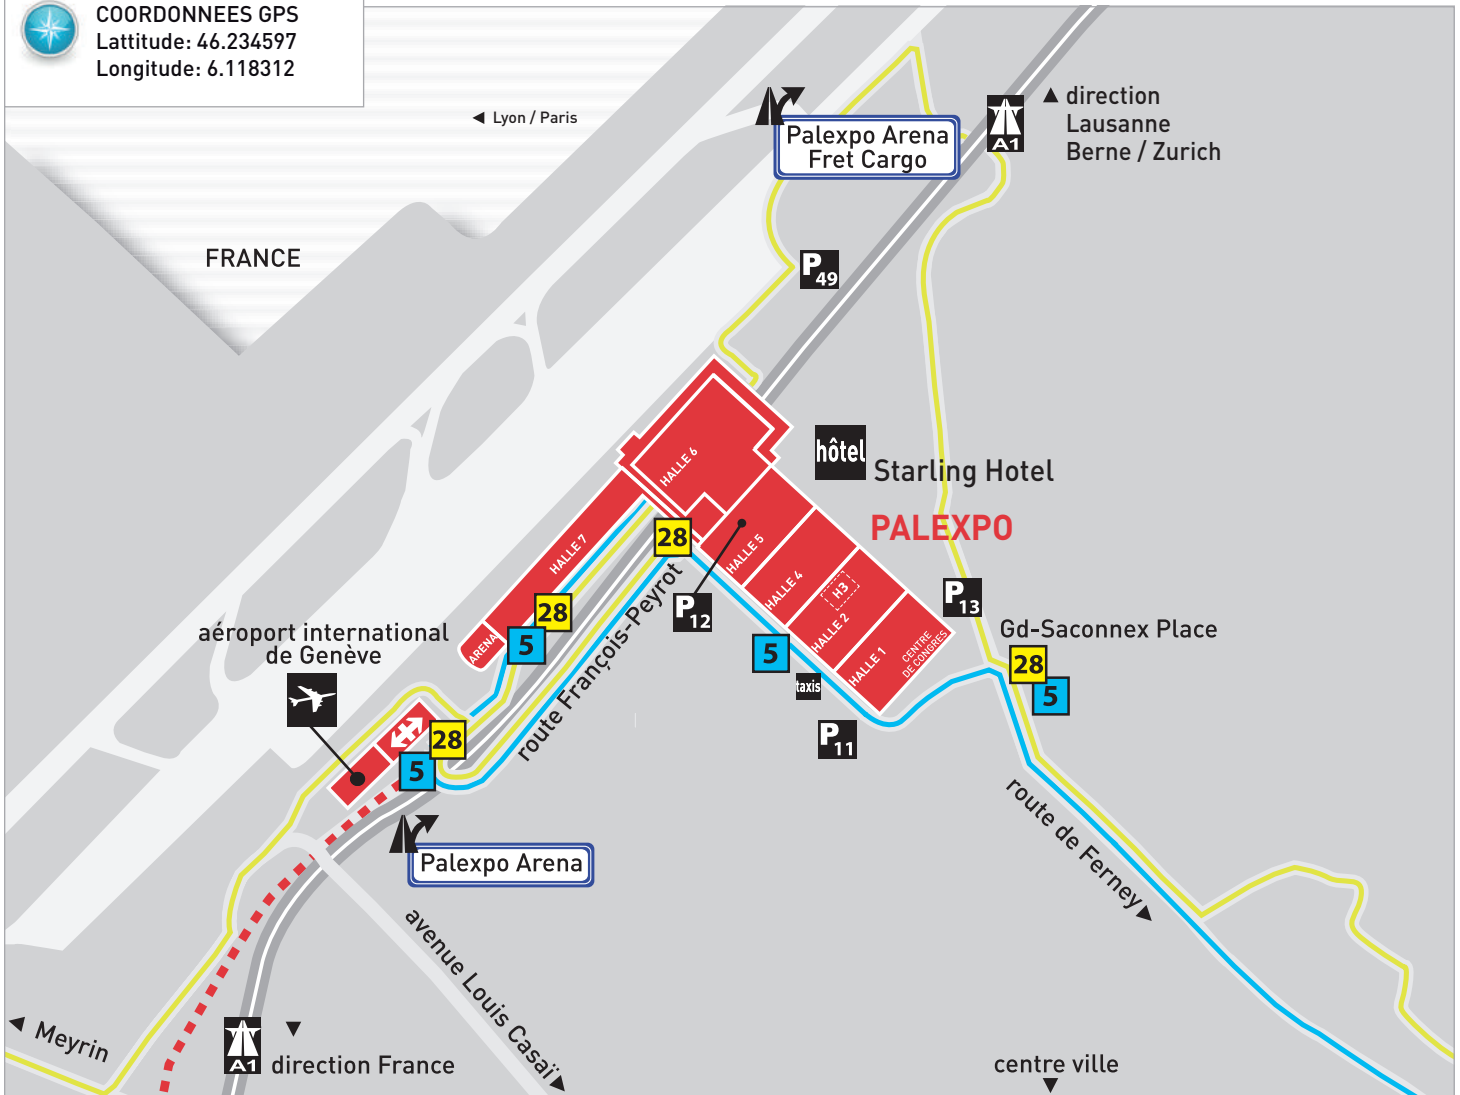 COORDONNEES GPS
Lattitude: 46.234597
Longitude: 6.118312
Lyon / Paris
FRANCE
Palexpo Arena
Fret Cargo
A1
direction
Lausanne
Berne / Zurich
P49
hôtel
Starling Hotel
PALEXPO
HALLE 6
HALLE 7
ARENA
HALLE 5
HALLE 4
H3
HALLE 2
HALLE 1
CENTRE
DE CONGRES
28
P12
P13
28
5
5
taxis
P11
Gd-Saconnex Place
28
5
aéroport international
de Genève
28
5
route François-Peyrot
Palexpo Arena
route de Ferney
avenue Louis Casaï
Meyrin
A1
direction France
centre ville